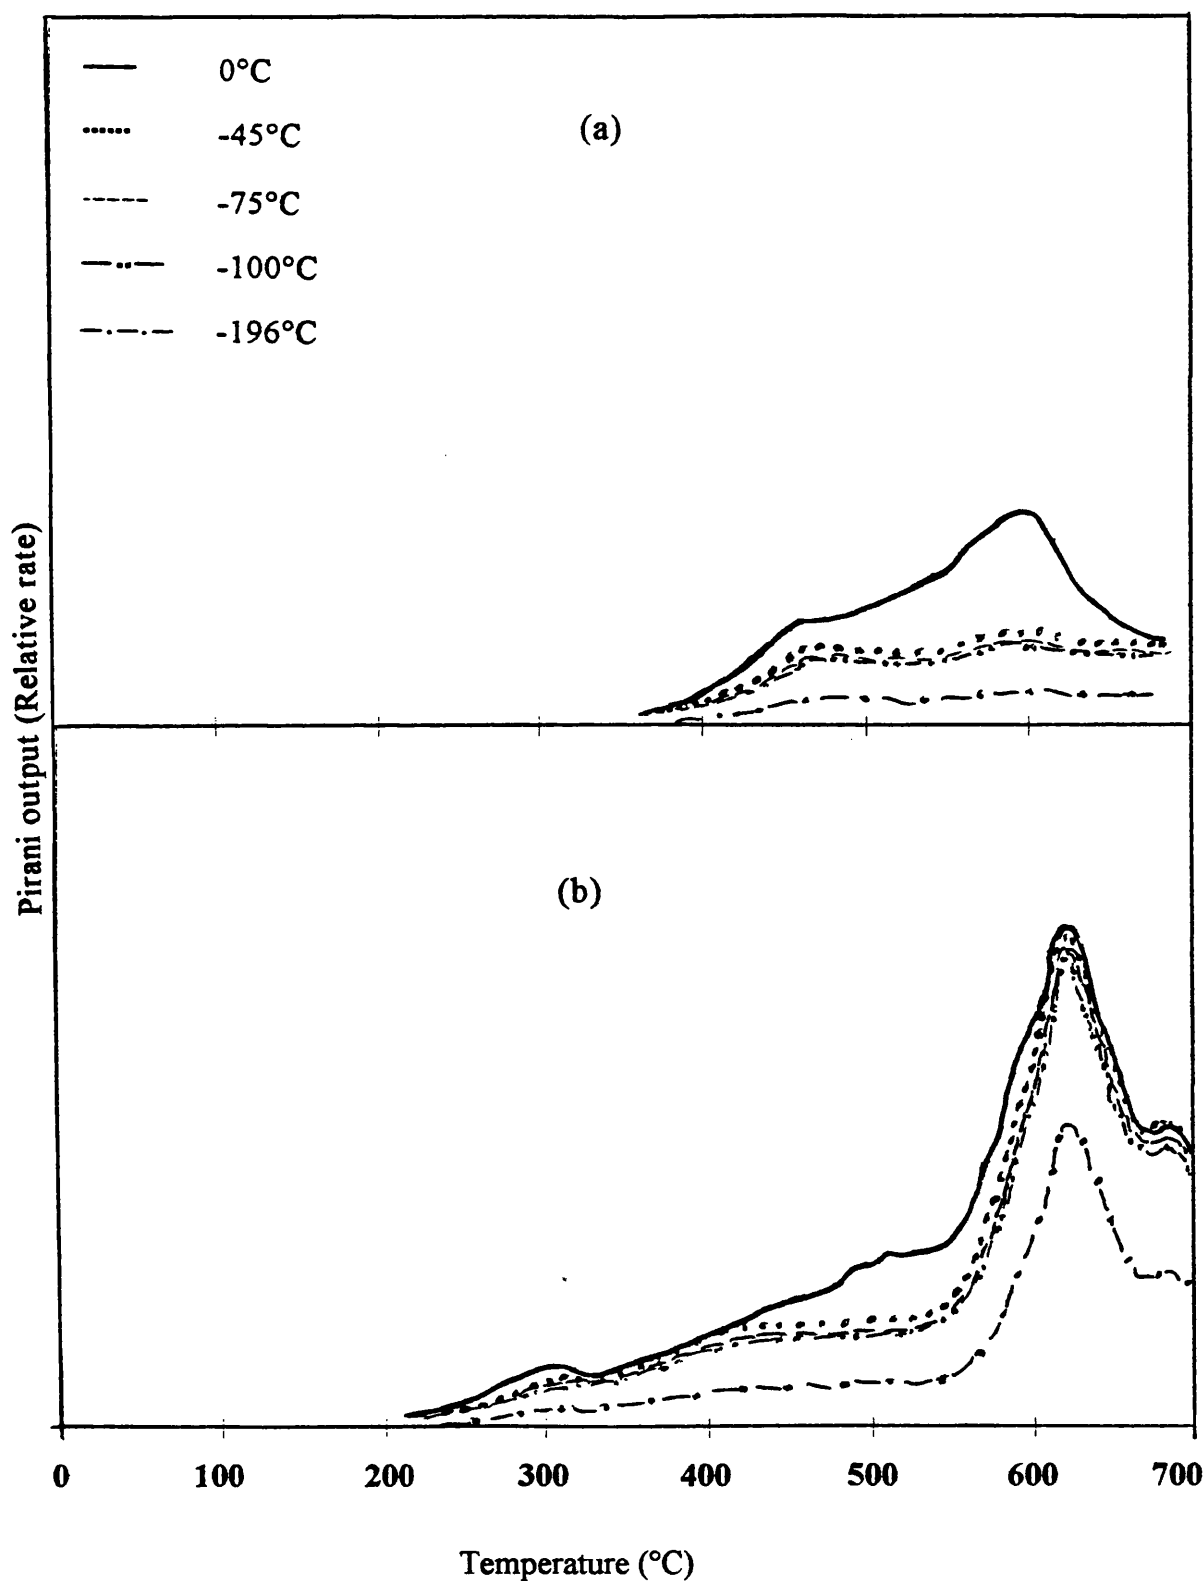 0°C
-45°C
-75°C
-100°C
-196°C
(a)
Pirani output (Relative rate)
(b)
0 100 200 300 400 500 600 700
Temperature (°C)